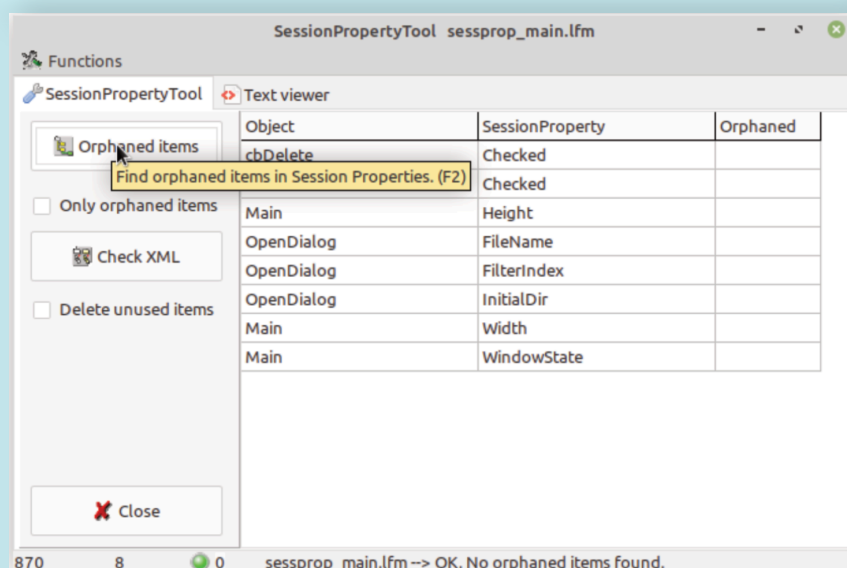 SessionPropertyTool sessprop_main.lfm
Functions
SessionPropertyTool Text viewer
Orphaned items
Find orphaned items in Session Properties. (F2)
Only orphaned items
Check XML
Delete unused items
Close
Object SessionProperty Orphaned
cbDelete Checked
Checked
Main Height
OpenDialog FileName
OpenDialog FilterIndex
OpenDialog InitialDir
Main Width
Main WindowState
870 8 0 sessprop_main.lfm --> OK. No orphaned items found.